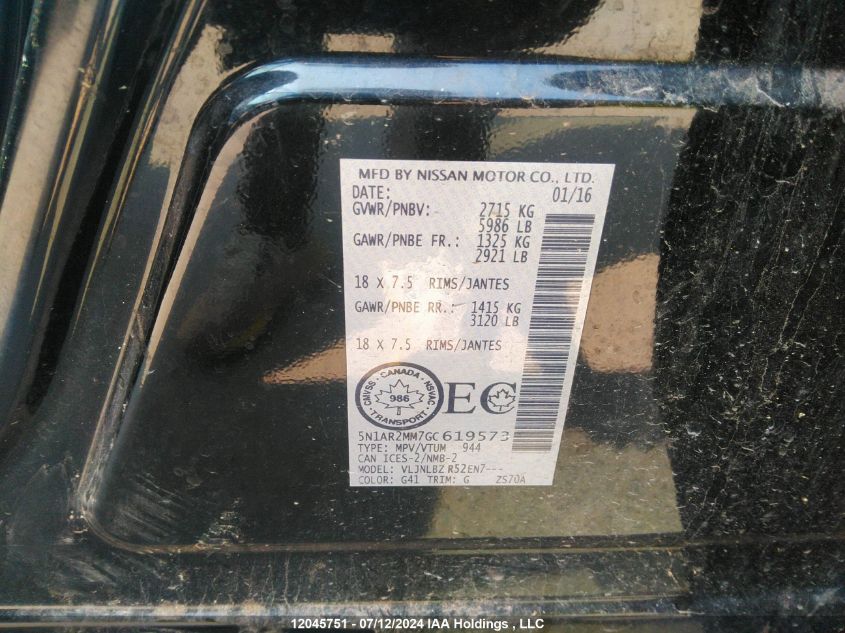 MFD BY NISSAN MOTOR CO., LTD.
DATE: 01/16
GVWR/PNBV: 2715 KG
5986 LB
GAWR/PNBE FR.: 1325 KG
2921 LB
18 x 7.5 RIMS/JANTES
GAWR/PNBE RR.: 1415 KG
3120 LB
18 x 7.5 RIMS/JANTES
CMVSS · CANADA · NSVAC
986
TRANSPORT
EC
5N1AR2MM7GC619573
TYPE: MPV/VTUM 944
CAN ICES-2/NMB-2
MODEL: VLJNLBZ R52EN7---
COLOR: G41 TRIM: G ZS70A
12045751 - 07/12/2024 IAA Holdings , LLC